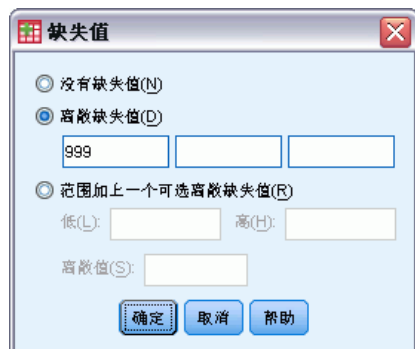 缺失值
没有缺失值(N)
离散缺失值(D)
999
范围加上一个可选离散缺失值(R)
低(L): 高(H):
离散值(S):
确定 取消 帮助